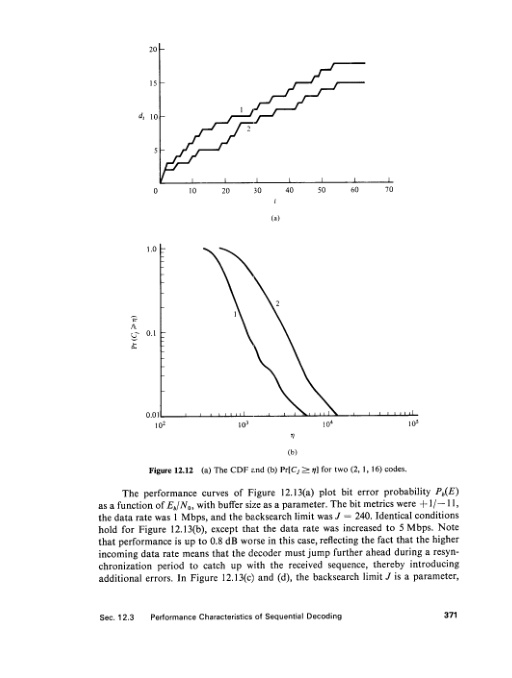 20
15
d_i 10
5
1
2
0 10 20 30 40 50 60 70
i
(a)
1.0
0.1
0.01
Pr (C_j ≥ η)
1
2
10² 10³ 10⁴ 10⁵
η
(b)
Figure 12.12 (a) The CDF and (b) Pr[C_j ≥ η] for two (2, 1, 16) codes.
The performance curves of Figure 12.13(a) plot bit error probability P_b(E)
as a function of E_b/N_0, with buffer size as a parameter. The bit metrics were +1/−11,
the data rate was 1 Mbps, and the backsearch limit was J = 240. Identical conditions
hold for Figure 12.13(b), except that the data rate was increased to 5 Mbps. Note
that performance is up to 0.8 dB worse in this case, reflecting the fact that the higher
incoming data rate means that the decoder must jump further ahead during a resyn-
chronization period to catch up with the received sequence, thereby introducing
additional errors. In Figure 12.13(c) and (d), the backsearch limit J is a parameter,
Sec. 12.3 Performance Characteristics of Sequential Decoding 371